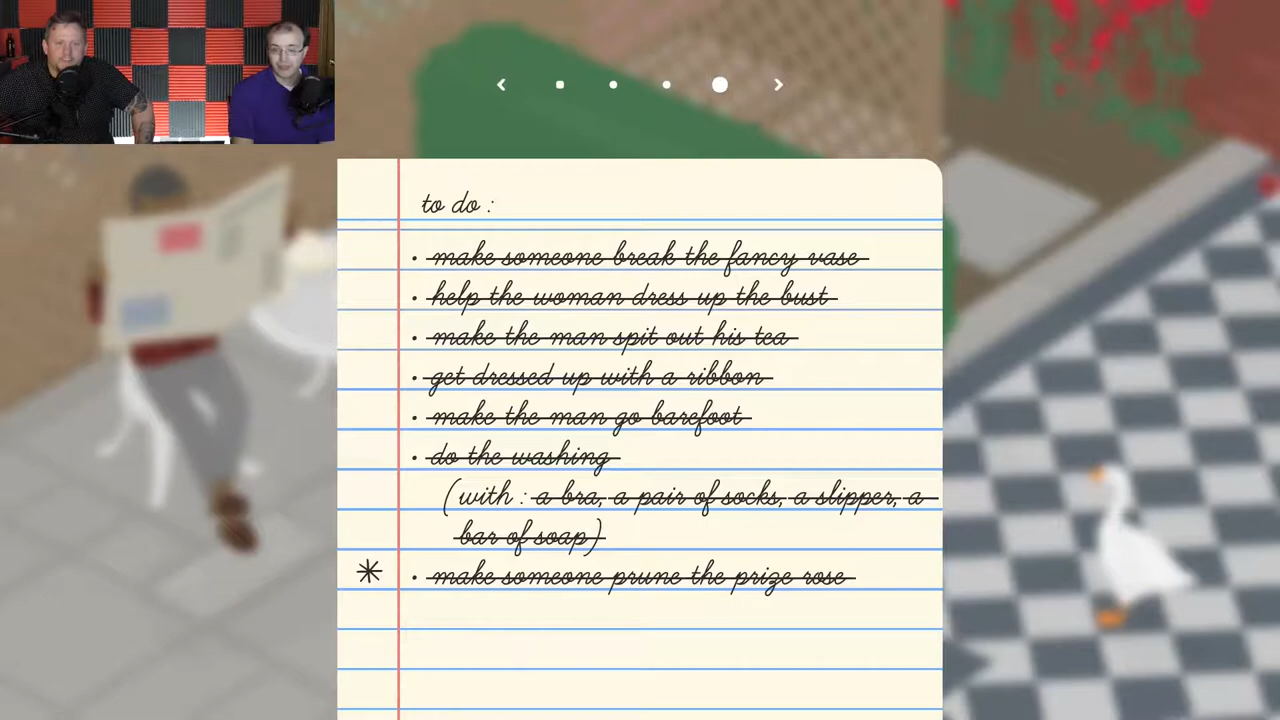 to do :
• make someone break the fancy vase
• help the woman dress up the bust
• make the man spit out his tea
• get dressed up with a ribbon
• make the man go barefoot
• do the washing
(with : a bra, a pair of socks, a slipper, a
bar of soap)
• make someone prune the prize rose